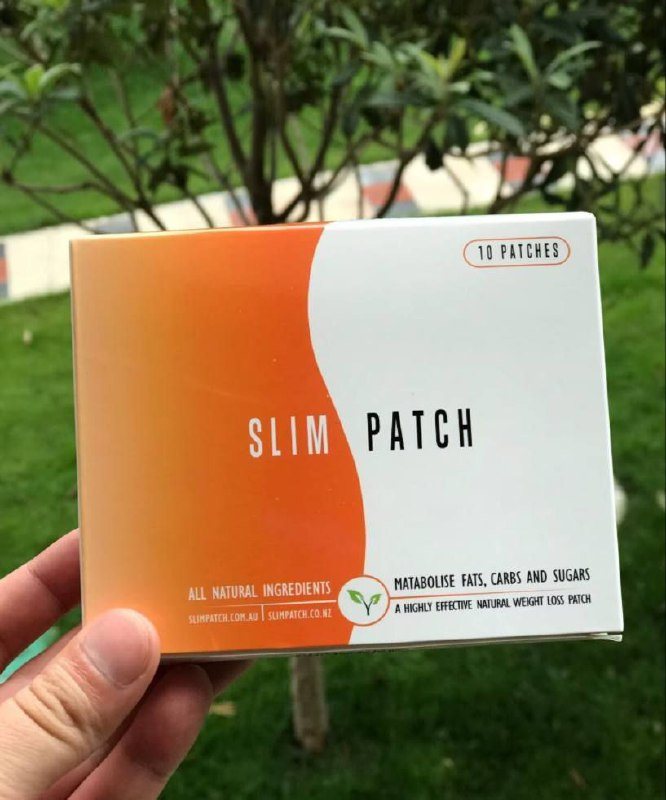 10 PATCHES
SLIM PATCH
ALL NATURAL INGREDIENTS
SLIMPATCH.COM.AU | SLIMPATCH.CO.NZ
MATABOLISE FATS, CARBS AND SUGARS
A HIGHLY EFFECTIVE NATURAL WEIGHT LOSS PATCH